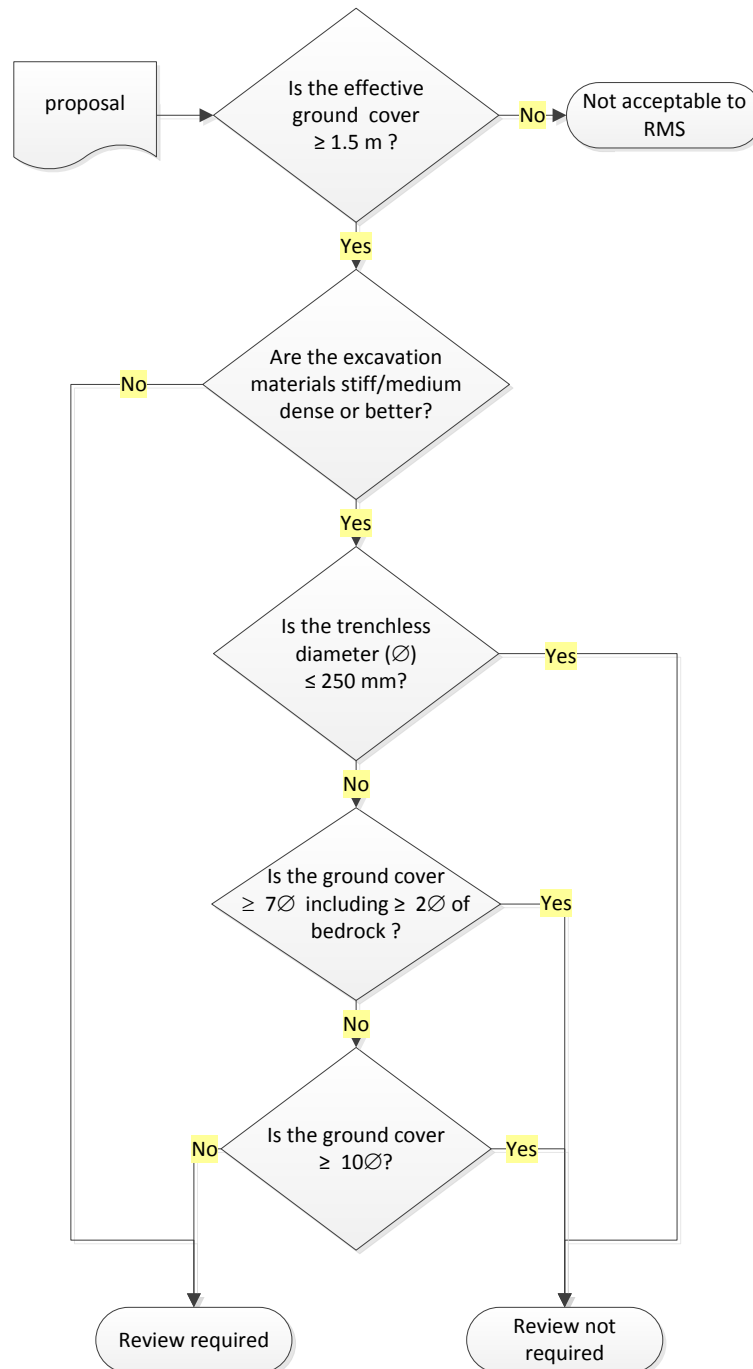 proposal
Is the effective
ground cover
≥ 1.5 m ?
No
Not acceptable to
RMS
Yes
Are the excavation
materials stiff/medium
dense or better?
No
Yes
Is the trenchless
diameter (∅)
≤ 250 mm?
Yes
No
Is the ground cover
≥ 7∅ including ≥ 2∅ of
bedrock ?
Yes
No
Is the ground cover
≥ 10∅?
No
Yes
Review required
Review not
required